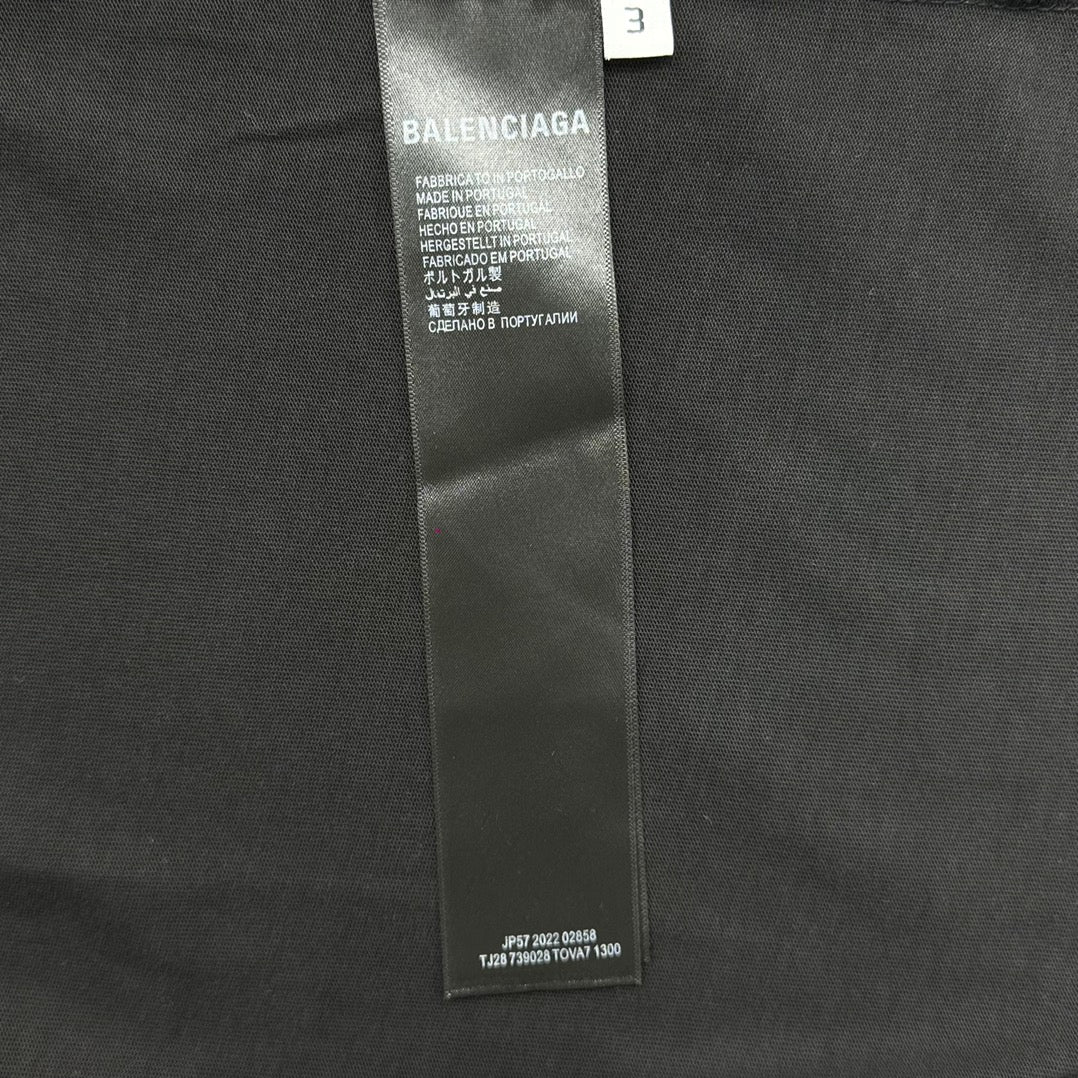 3
BALENCIAGA
FABBRICATO IN PORTOGALLO
MADE IN PORTUGAL
FABRIQUE EN PORTUGAL
HECHO EN PORTUGAL
HERGESTELLT IN PORTUGAL
FABRICADO EM PORTUGAL
ポルトガル製
صنع في البرتغال
葡萄牙制造
СДЕЛАНО В ПОРТУГАЛИИ
JP57 2022 02858
TJ28 739028 TOVA7 1300